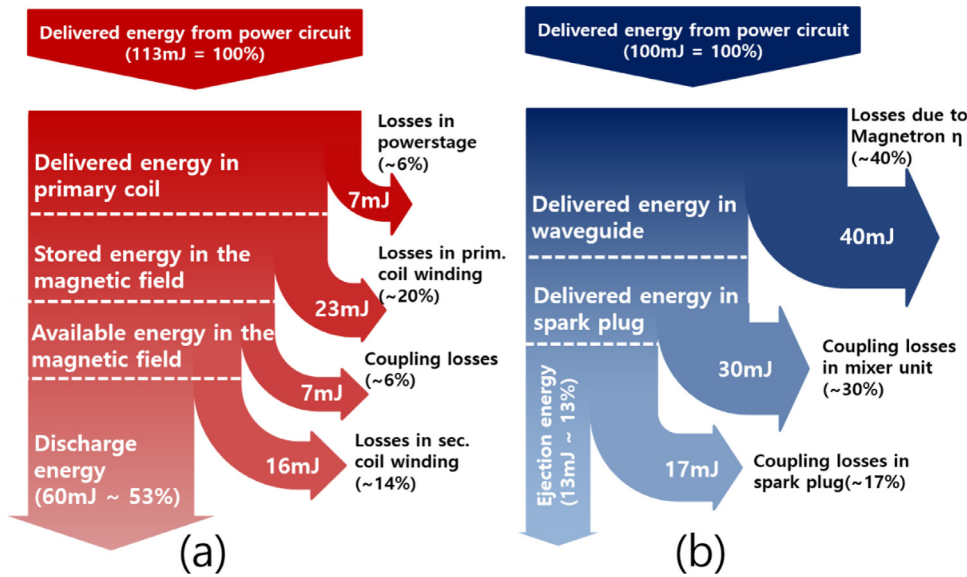 Delivered energy from power circuit
(113mJ = 100%)
Losses in
powerstage
(~6%)
Delivered energy in
primary coil
7mJ
Stored energy in the
magnetic field
Losses in prim.
coil winding
(~20%)
23mJ
Available energy in the
magnetic field
Coupling losses
(~6%)
7mJ
Discharge
energy
(60mJ ~ 53%)
16mJ
Losses in sec.
coil winding
(~14%)
(a)
Delivered energy from power circuit
(100mJ = 100%)
Losses due to
Magnetron η
(~40%)
Delivered energy in
waveguide
40mJ
Delivered energy in
spark plug
30mJ
Coupling losses
in mixer unit
(~30%)
Ejection energy
(13mJ ~ 13%)
17mJ
Coupling losses in
spark plug(~17%)
(b)